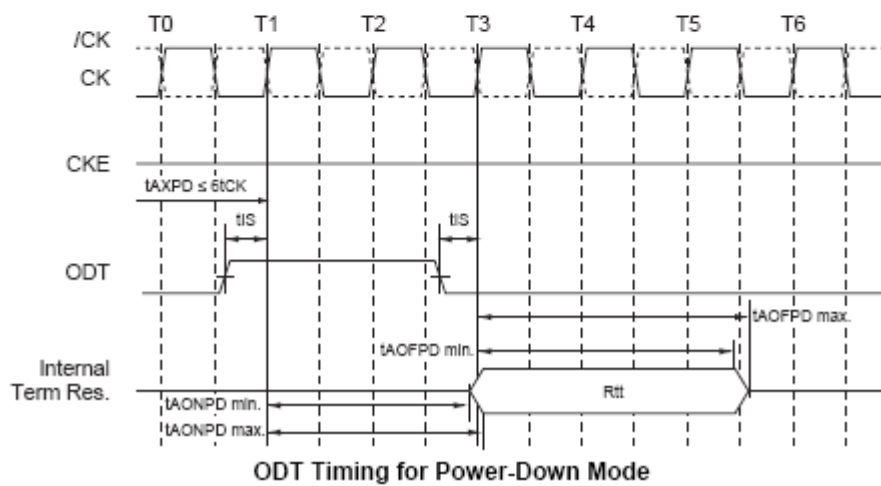 T0 T1 T2 T3 T4 T5 T6
/CK
CK
CKE
tAXPD ≤ 6tCK
tIS tIS
ODT
tAOFPD max.
tAOFPD min.
Internal
Term Res.
Rtt
tAONPD min.
tAONPD max.
ODT Timing for Power-Down Mode